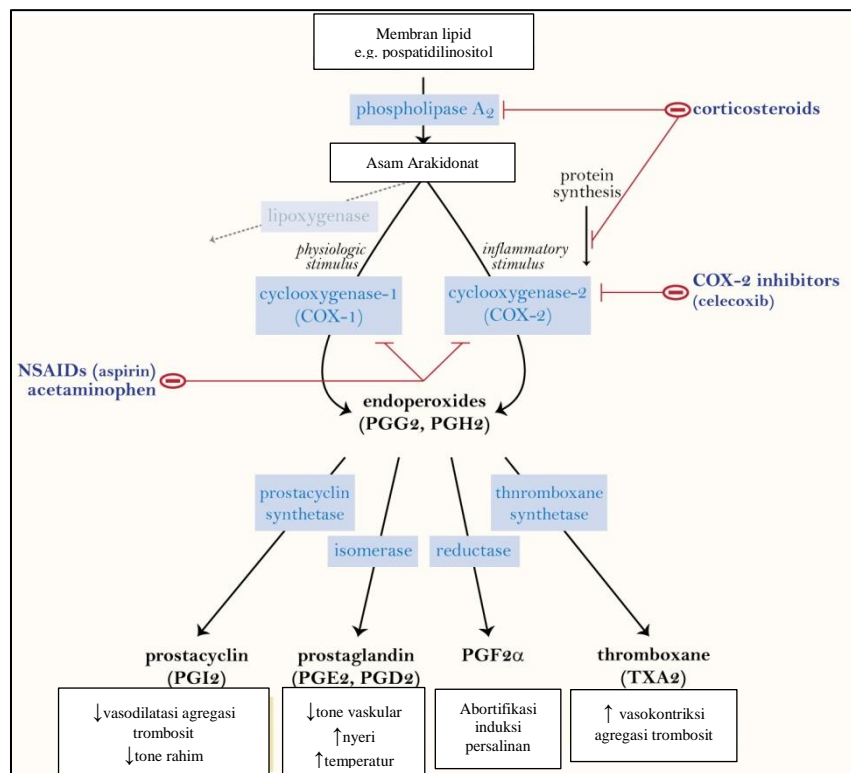 Membran lipid
e.g. pospatidilinositol
phospholipase A2
corticosteroids
Asam Arakidonat
protein
synthesis
lipoxygenase
physiologic
stimulus
inflammatory
stimulus
cyclooxygenase-1
(COX-1)
cyclooxygenase-2
(COX-2)
COX-2 inhibitors
(celecoxib)
NSAIDs (aspirin)
acetaminophen
endoperoxides
(PGG2, PGH2)
prostacyclin
synthetase
thnromboxane
synthetase
isomerase
reductase
prostacyclin
(PGI2)
prostaglandin
(PGE2, PGD2)
PGF2α
thromboxane
(TXA2)
↓vasodilatasi agregasi
trombosit
↓tone rahim
↓tone vaskular
↑nyeri
↑temperatur
Abortifikasi
induksi
persalinan
↑ vasokontriksi
agregasi trombosit